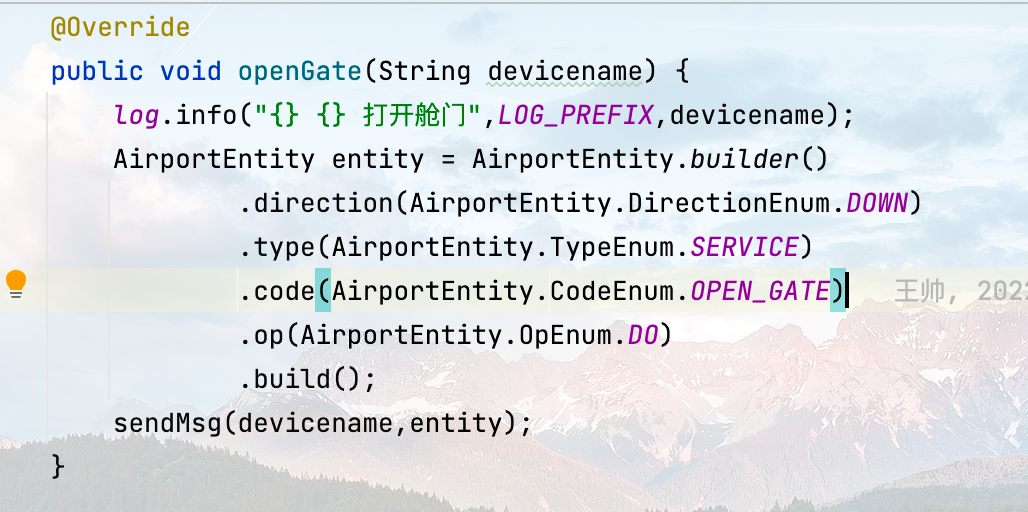 @Override
public void openGate(String devicename) {
log.info("{} {} 打开舱门",LOG_PREFIX,devicename);
AirportEntity entity = AirportEntity.builder()
.direction(AirportEntity.DirectionEnum.DOWN)
.type(AirportEntity.TypeEnum.SERVICE)
.code(AirportEntity.CodeEnum.OPEN_GATE) 王帅, 202
.op(AirportEntity.OpEnum.DO)
.build();
sendMsg(devicename,entity);
}